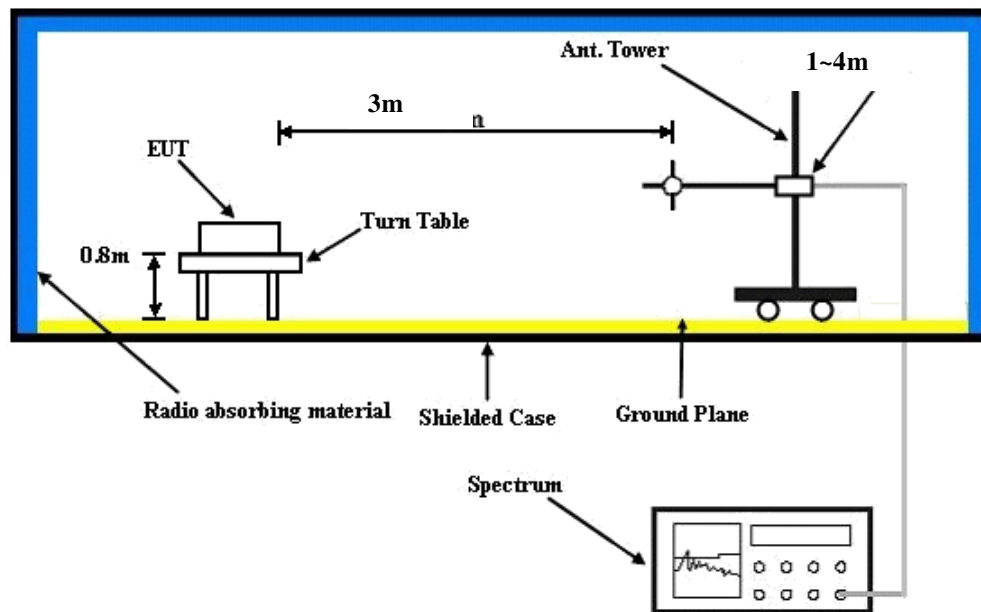 Ant. Tower
1~4m
3m
n
EUT
Turn Table
0.8m
Radio absorbing material
Shielded Case
Ground Plane
Spectrum